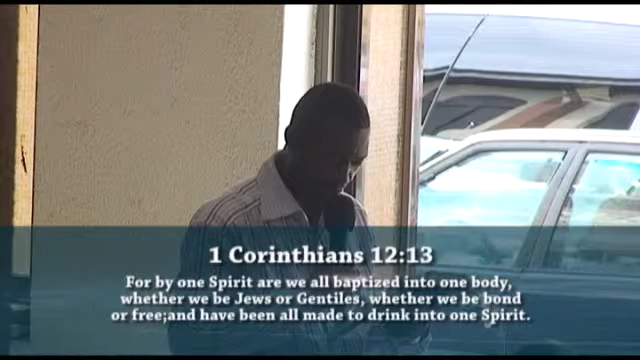 1 Corinthians 12:13
For by one Spirit are we all baptized into one body,
whether we be Jews or Gentiles, whether we be bond
or free;and have been all made to drink into one Spirit.